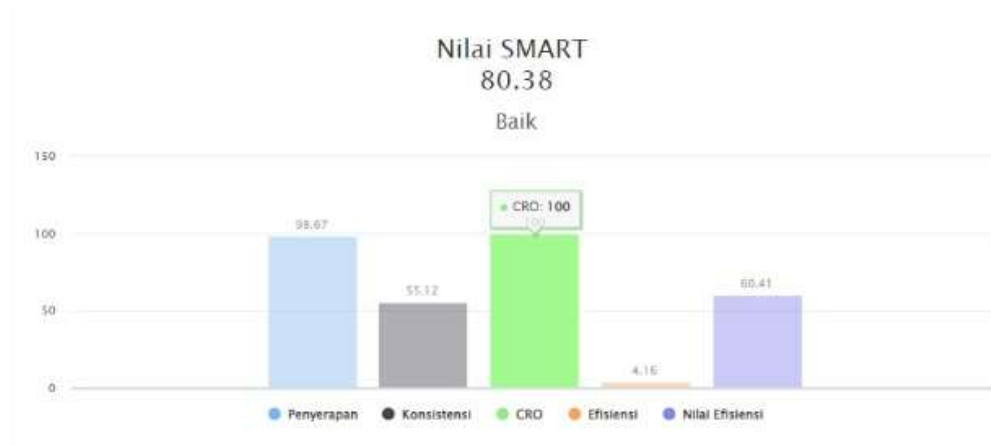 Nilai SMART
80.38
Baik
150
CRO: 100
100
98.67
100
55.12
60.41
50
4.16
0
Penyerapan Konsistensi CRO Efisiensi Nilai Efisiensi